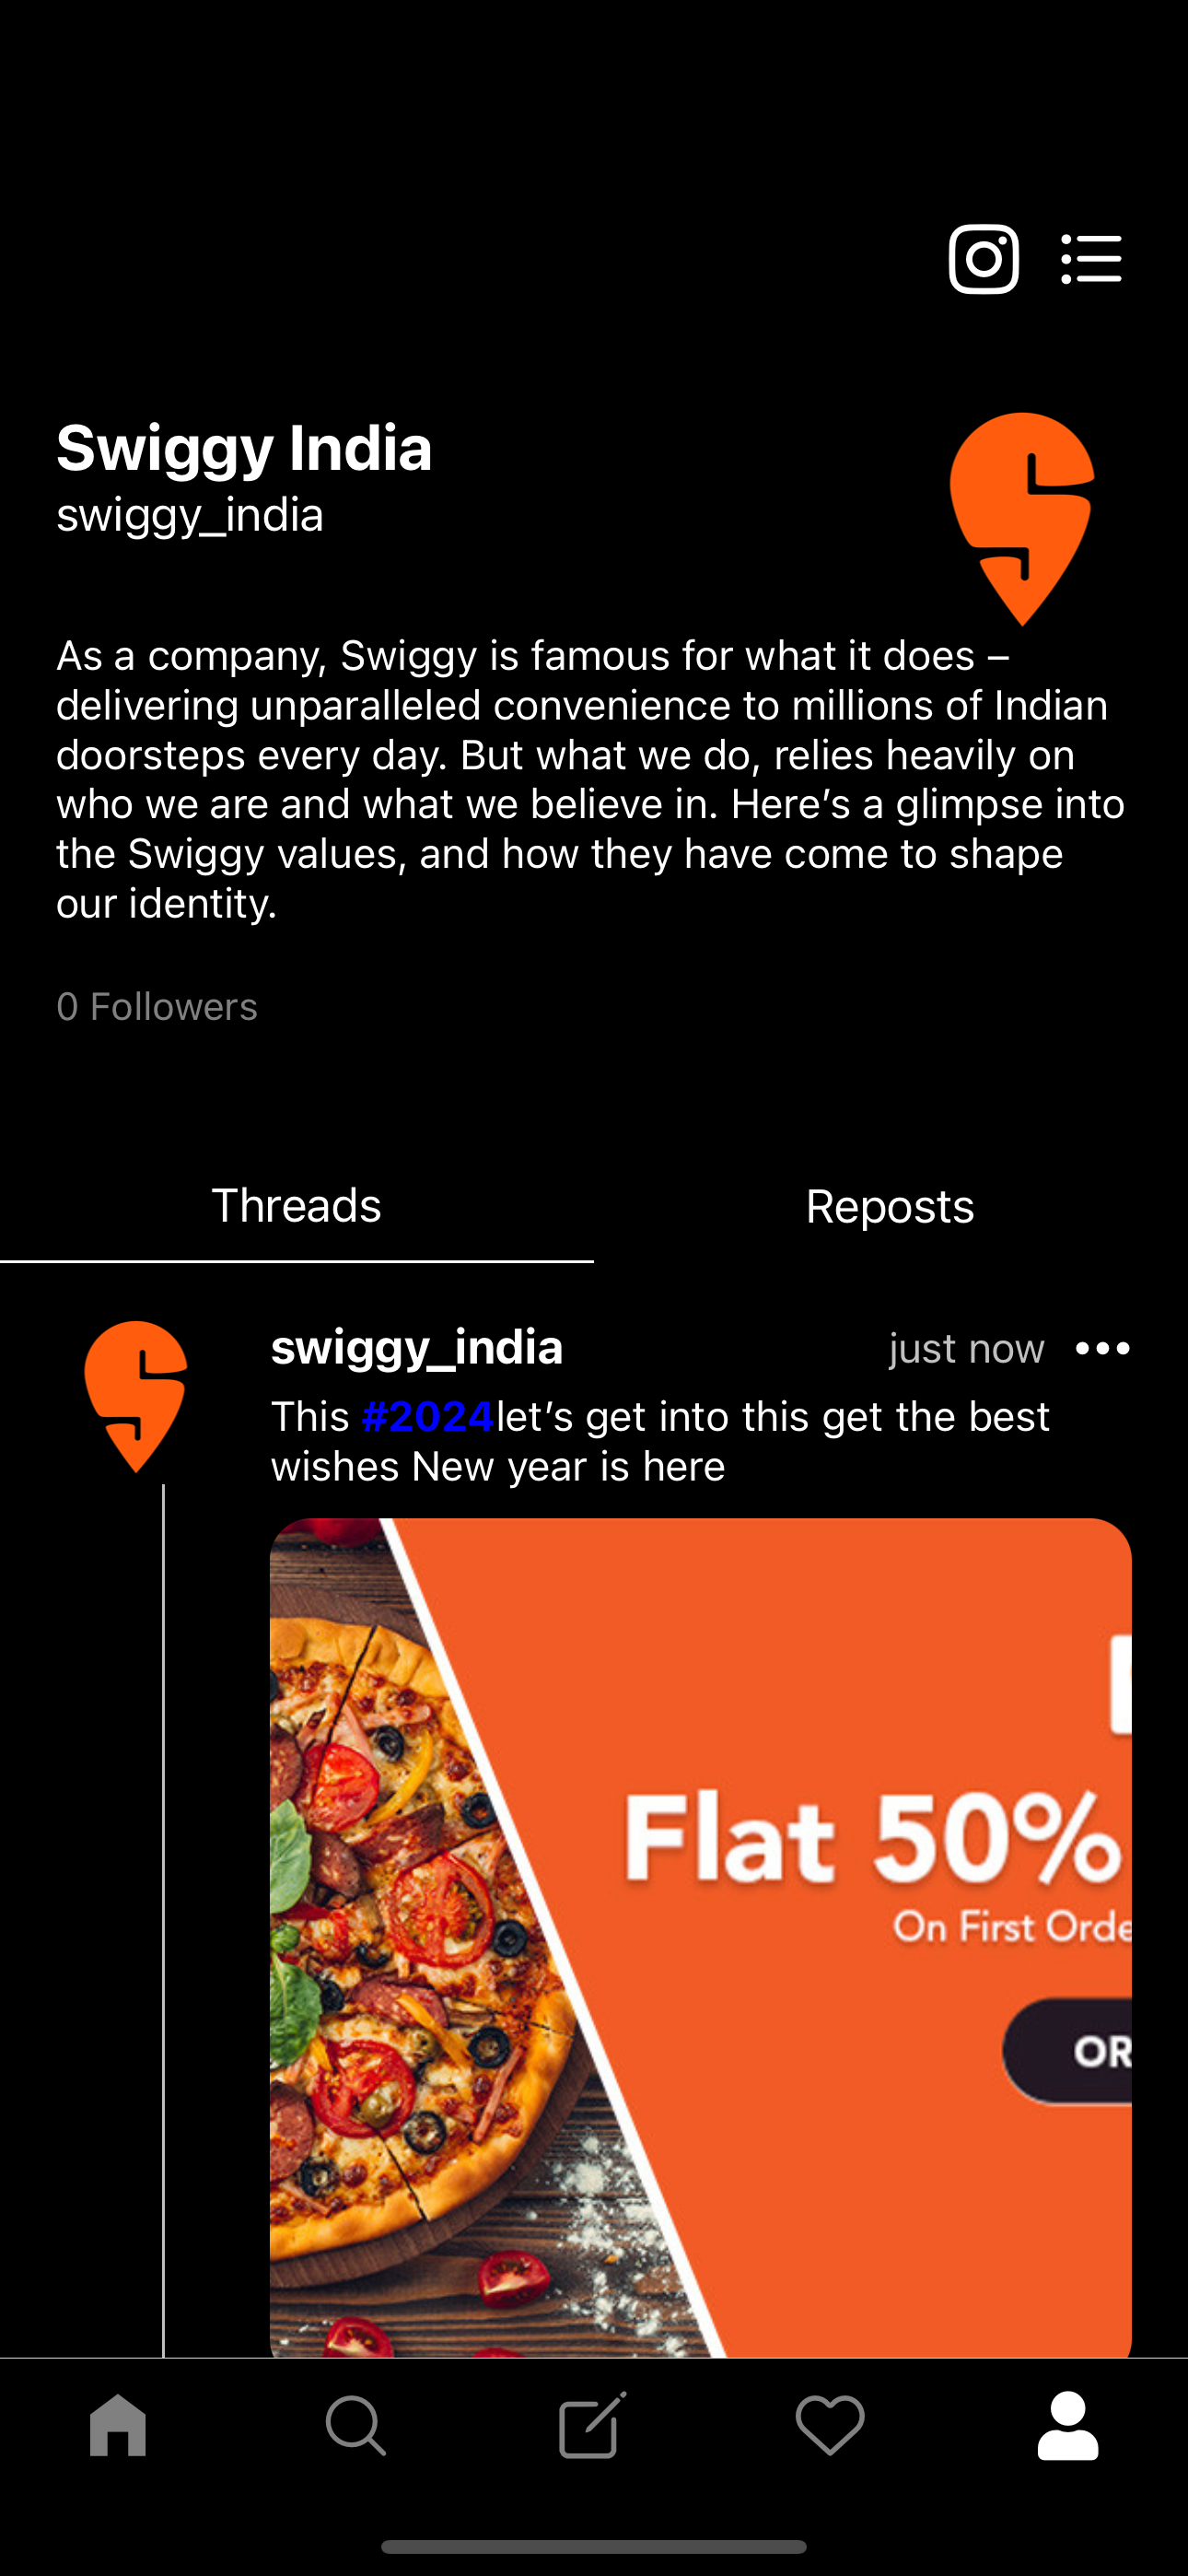 Swiggy India
swiggy_india
As a company, Swiggy is famous for what it does –
delivering unparalleled convenience to millions of Indian
doorsteps every day. But what we do, relies heavily on
who we are and what we believe in. Here’s a glimpse into
the Swiggy values, and how they have come to shape
our identity.
0 Followers
Threads
Reposts
swiggy_india
just now
This #2024let’s get into this get the best
wishes New year is here
Flat 50%
On First Orde
OR